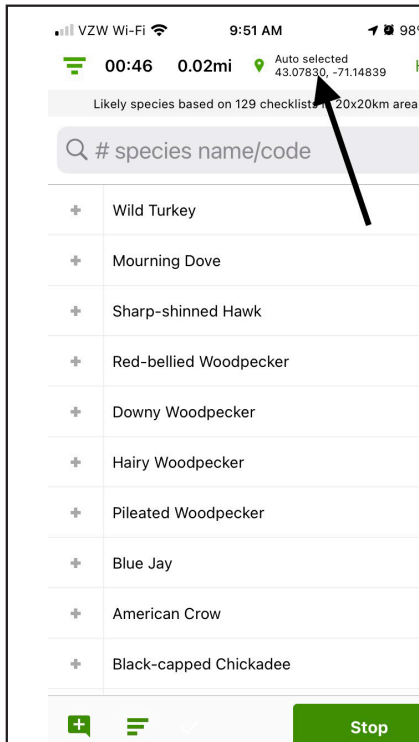 VZW Wi-Fi 9:51 AM 98%
00:46 0.02mi Auto selected
43.07830, -71.14839
Likely species based on 129 checklists 20x20km area
# species name/code
Wild Turkey
Mourning Dove
Sharp-shinned Hawk
Red-bellied Woodpecker
Downy Woodpecker
Hairy Woodpecker
Pileated Woodpecker
Blue Jay
American Crow
Black-capped Chickadee
Stop